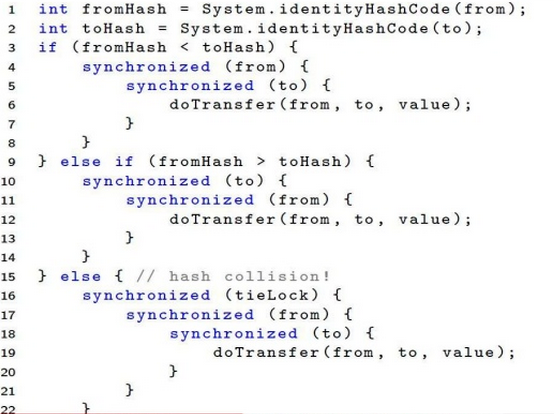 1 int fromHash = System.identityHashCode(from);
2 int toHash = System.identityHashCode(to);
3 if (fromHash < toHash) {
4     synchronized (from) {
5         synchronized (to) {
6             doTransfer(from, to, value);
7         }
8     }
9 } else if (fromHash > toHash) {
10     synchronized (to) {
11         synchronized (from) {
12             doTransfer(from, to, value);
13         }
14     }
15 } else { // hash collision!
16     synchronized (tieLock) {
17         synchronized (from) {
18             synchronized (to) {
19                 doTransfer(from, to, value);
20             }
21         }
22     }